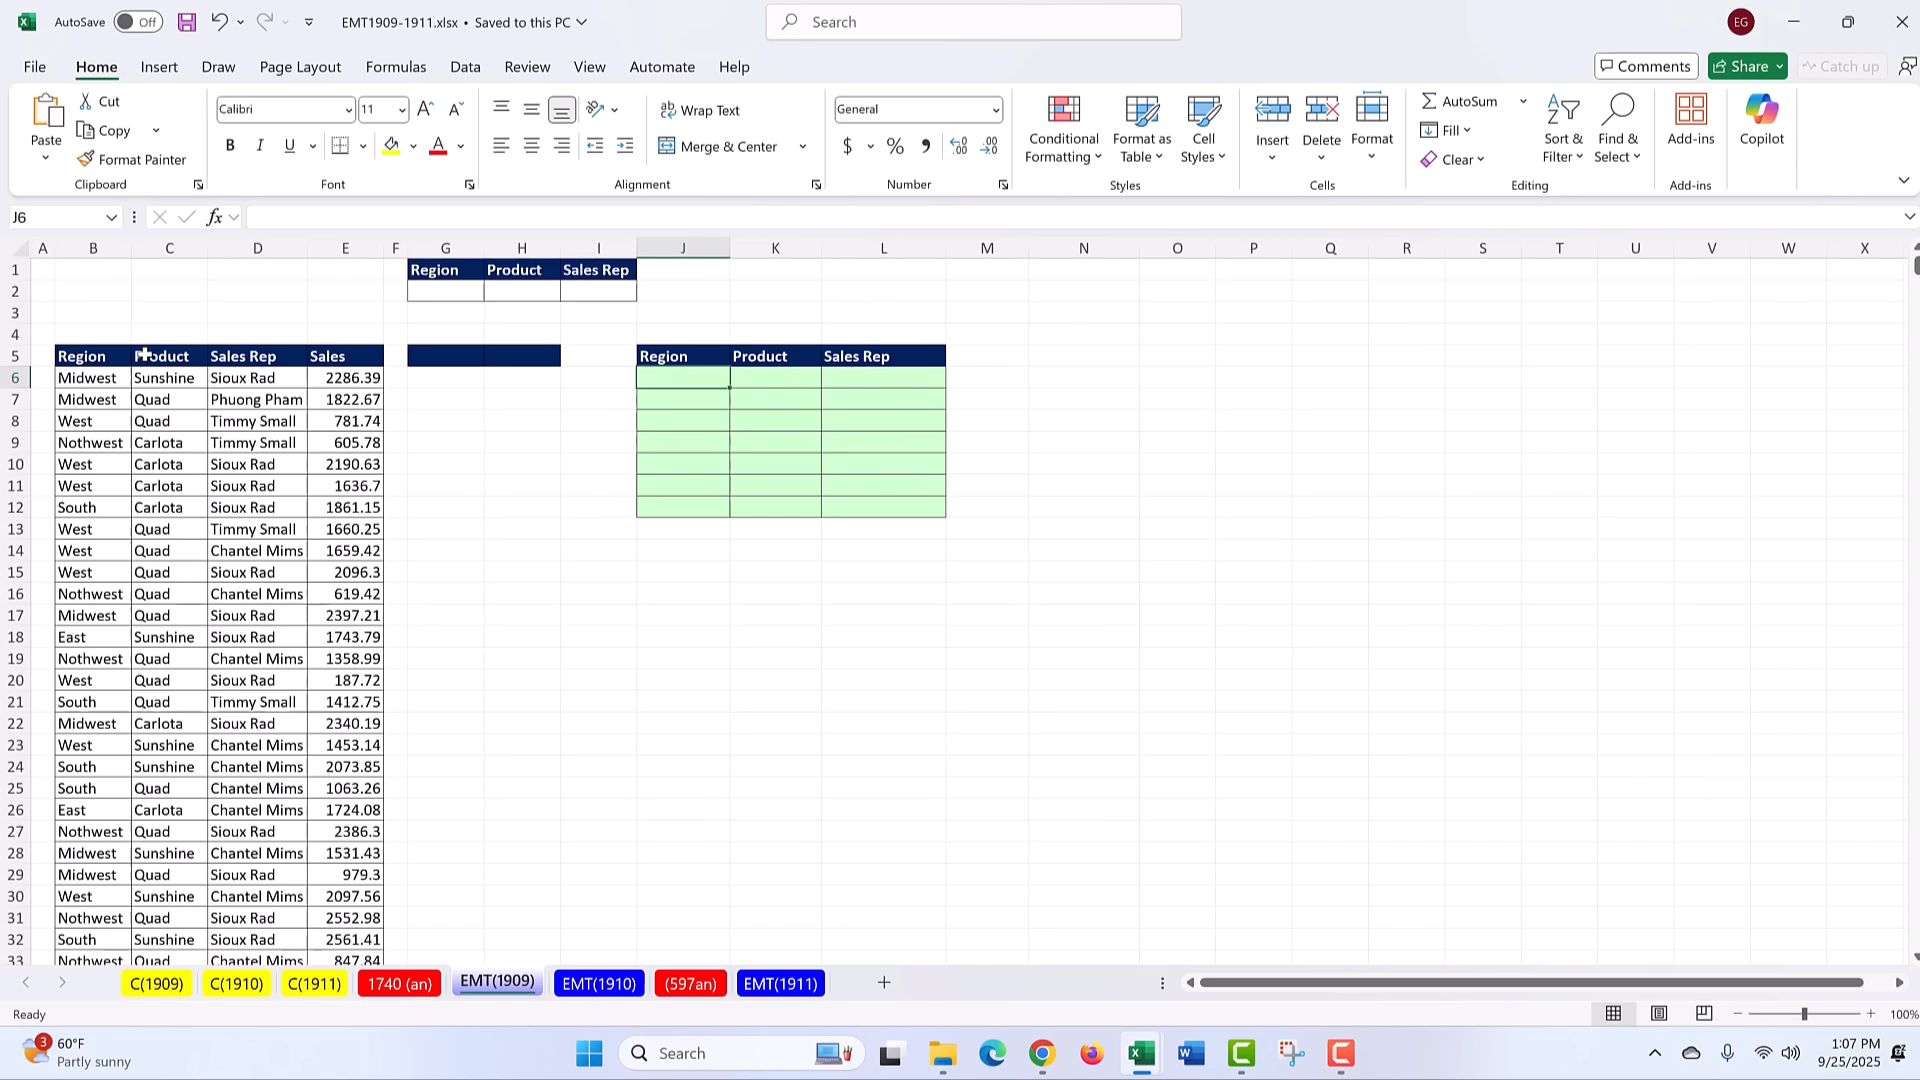 AutoSave Off EMT1909-1911.xlsx • Saved to this PC Search EG
File Home Insert Draw Page Layout Formulas Data Review View Automate Help Comments Share Catch up
Paste Cut Copy Format Painter Clipboard
Calibri 11 B I U A Font
Wrap Text Merge & Center Alignment
General $ % Number
Conditional Formatting Format as Table Cell Styles Styles
Insert Delete Format Cells
AutoSum Fill Clear Sort & Filter Find & Select Editing
Add-ins Add-ins Copilot
J6 fx
A B C D E F G H I J K L M N O P Q R S T U V W X
1 Region Product Sales Rep
2
3
4
5 Region Product Sales Rep Sales Region Product Sales Rep
6 Midwest Sunshine Sioux Rad 2286.39
7 Midwest Quad Phuong Pham 1822.67
8 West Quad Timmy Small 781.74
9 Nothwest Carlota Timmy Small 605.78
10 West Carlota Sioux Rad 2190.63
11 West Carlota Sioux Rad 1636.7
12 South Carlota Sioux Rad 1861.15
13 West Quad Timmy Small 1660.25
14 West Quad Chantel Mims 1659.42
15 West Quad Sioux Rad 2096.3
16 Nothwest Quad Chantel Mims 619.42
17 Midwest Quad Sioux Rad 2397.21
18 East Sunshine Sioux Rad 1743.79
19 Nothwest Quad Chantel Mims 1358.99
20 West Quad Sioux Rad 187.72
21 South Quad Timmy Small 1412.75
22 Midwest Carlota Sioux Rad 2340.19
23 West Sunshine Chantel Mims 1453.14
24 South Sunshine Chantel Mims 2073.85
25 South Quad Chantel Mims 1063.26
26 East Carlota Chantel Mims 1724.08
27 Nothwest Quad Sioux Rad 2386.3
28 Midwest Sunshine Chantel Mims 1531.43
29 Midwest Quad Sioux Rad 979.3
30 West Sunshine Chantel Mims 2097.56
31 Nothwest Quad Sioux Rad 2552.98
32 South Sunshine Sioux Rad 2561.41
33 Nothwest Quad Chantel Mims 847.84
C(1909) C(1910) C(1911) 1740 (an) EMT(1909) EMT(1910) (597an) EMT(1911)
Ready 100%
3 60°F Partly sunny Search 1:07 PM 9/25/2025